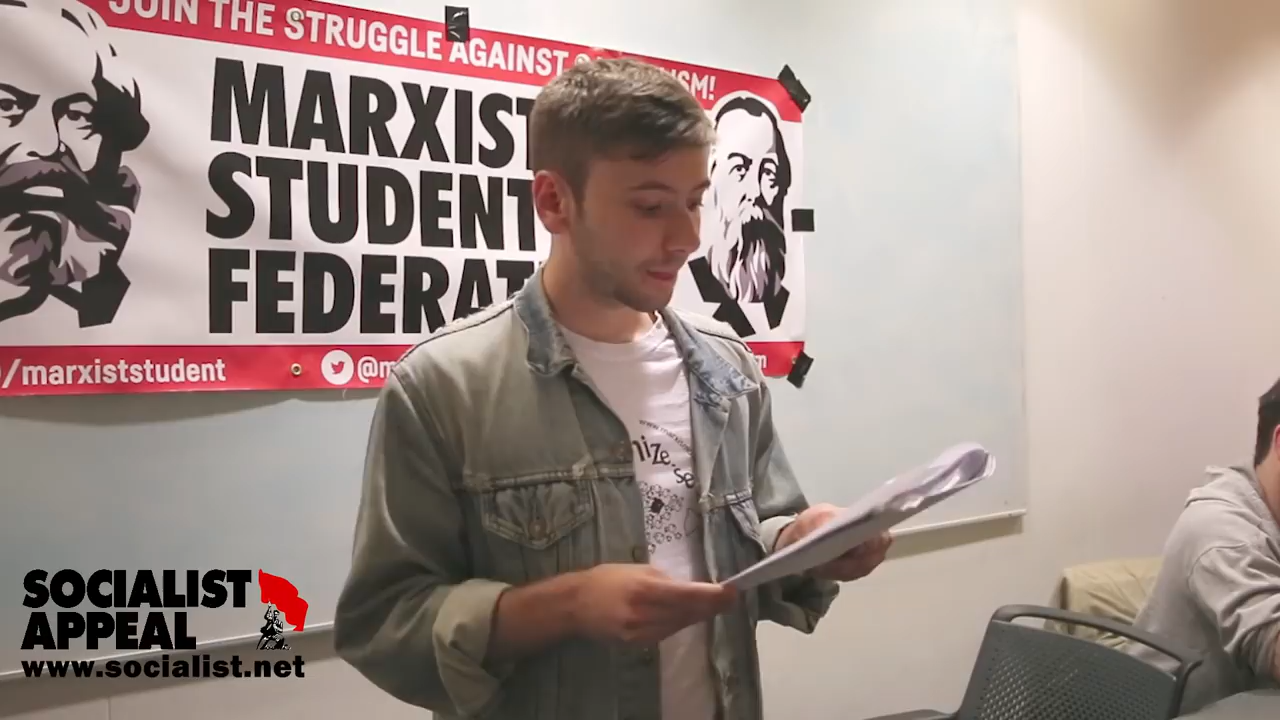 JOIN THE STRUGGLE AGAINST
MARXIST
STUDENT
FEDERAT
/marxiststudent
@m
SOCIALIST
APPEAL
www.socialist.net